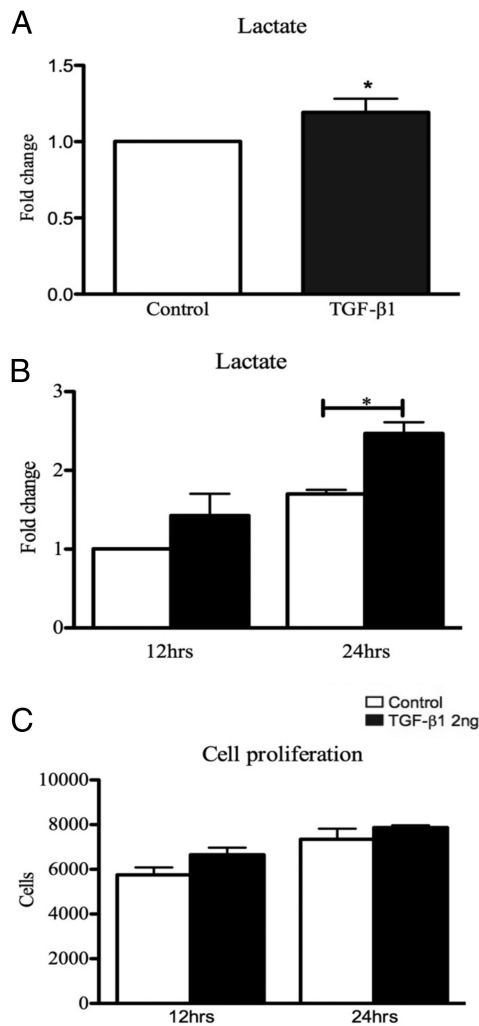 A
Lactate
Fold change
1.5
1.0
0.5
0.0
*
Control
TGF-β1
B
Lactate
Fold change
3
2
1
0
*
12hrs
24hrs
C
Control
TGF-β1 2ng
Cell proliferation
Cells
10000
8000
6000
4000
2000
0
12hrs
24hrs